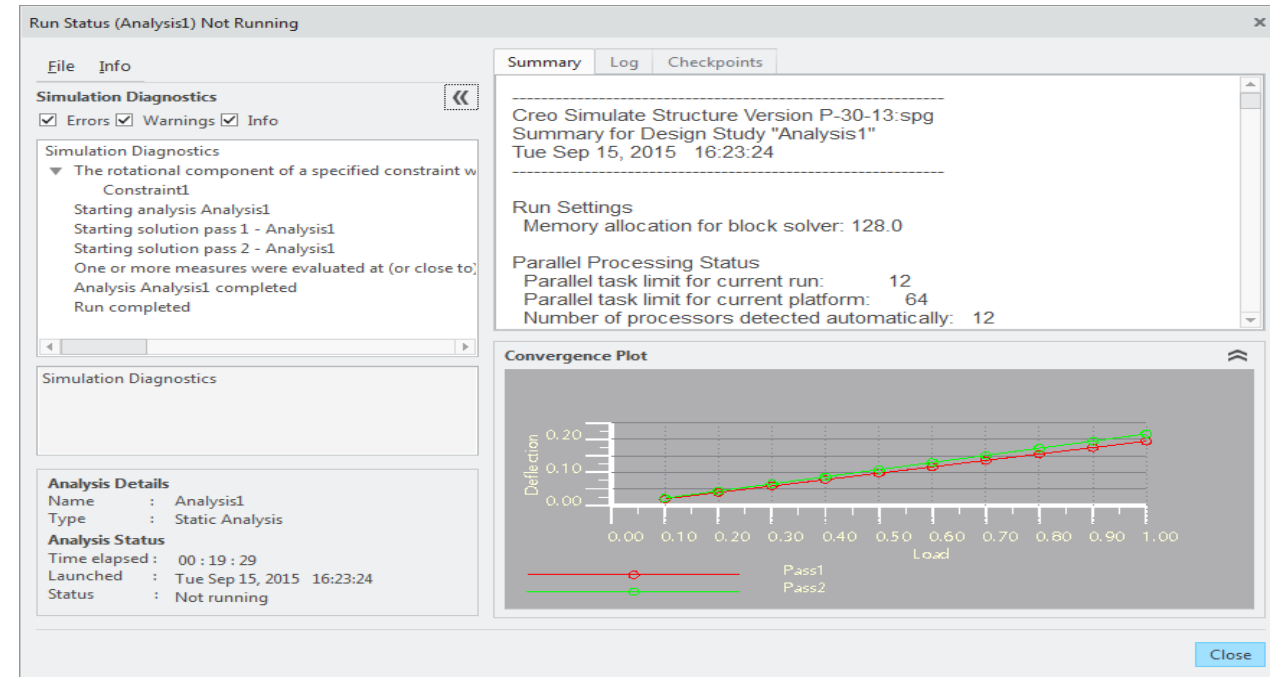 Run Status (Analysis1) Not Running
File Info
Simulation Diagnostics
Errors Warnings Info
Simulation Diagnostics
The rotational component of a specified constraint w
Constraint1
Starting analysis Analysis1
Starting solution pass 1 - Analysis1
Starting solution pass 2 - Analysis1
One or more measures were evaluated at (or close to)
Analysis Analysis1 completed
Run completed
Simulation Diagnostics
Analysis Details
Name : Analysis1
Type : Static Analysis
Analysis Status
Time elapsed : 00 : 19 : 29
Launched : Tue Sep 15, 2015 16:23:24
Status : Not running
Summary Log Checkpoints
------------------------------------------------------------
Creo Simulate Structure Version P-30-13:spg
Summary for Design Study "Analysis1"
Tue Sep 15, 2015 16:23:24
------------------------------------------------------------
Run Settings
Memory allocation for block solver: 128.0
Parallel Processing Status
Parallel task limit for current run: 12
Parallel task limit for current platform: 64
Number of processors detected automatically: 12
Convergence Plot
Deflection
0.20
0.10
0.00
0.00 0.10 0.20 0.30 0.40 0.50 0.60 0.70 0.80 0.90 1.00
Load
Pass1
Pass2
Close